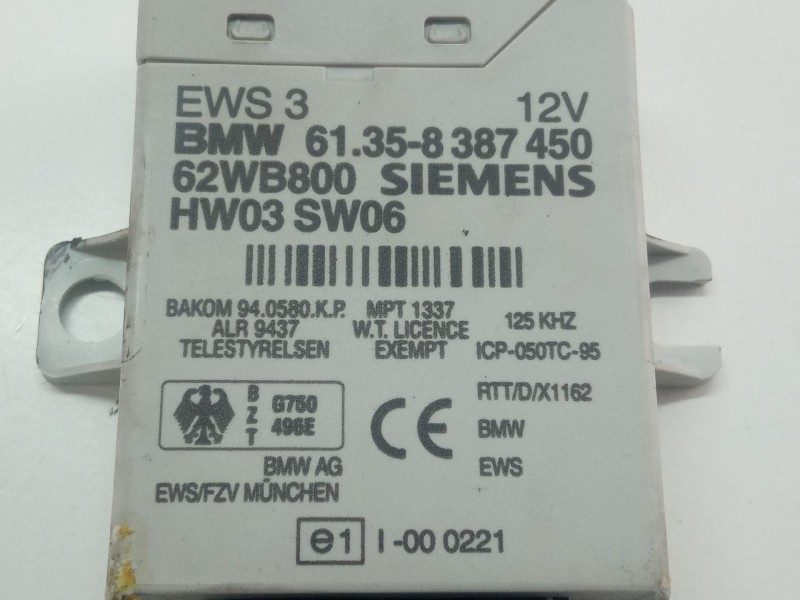 EWS 3 12V
BMW 61.35-8 387 450
62WB800 SIEMENS
HW03 SW06
BAKOM 94.0580.K.P. MPT 1337 125 KHZ
ALR 9437 W.T. LICENCE
TELESTYRELSEN EXEMPT ICP-050TC-95
RTT/D/X1162
B Z T G750 496E
CE
BMW
BMW AG EWS
EWS/FZV MÜNCHEN
e1 I-00 0221